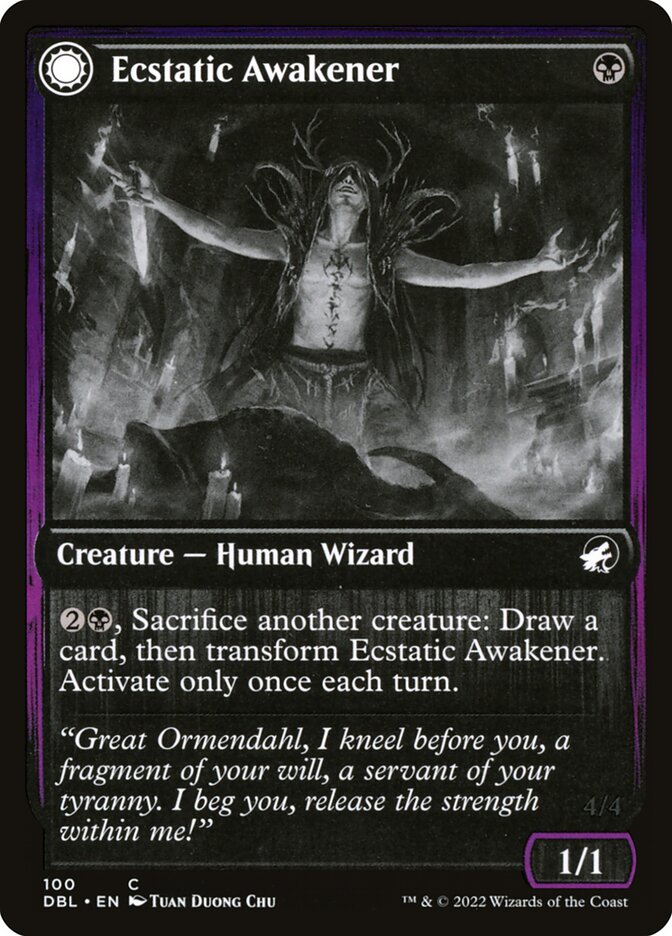 Ecstatic Awakener
Creature — Human Wizard
2, Sacrifice another creature: Draw a
card, then transform Ecstatic Awakener.
Activate only once each turn.
“Great Ormendahl, I kneel before you, a
fragment of your will, a servant of your
tyranny. I beg you, release the strength
within me!”
4/4
1/1
100 C
DBL • EN Tuan Duong Chu
™ & © 2022 Wizards of the Coast